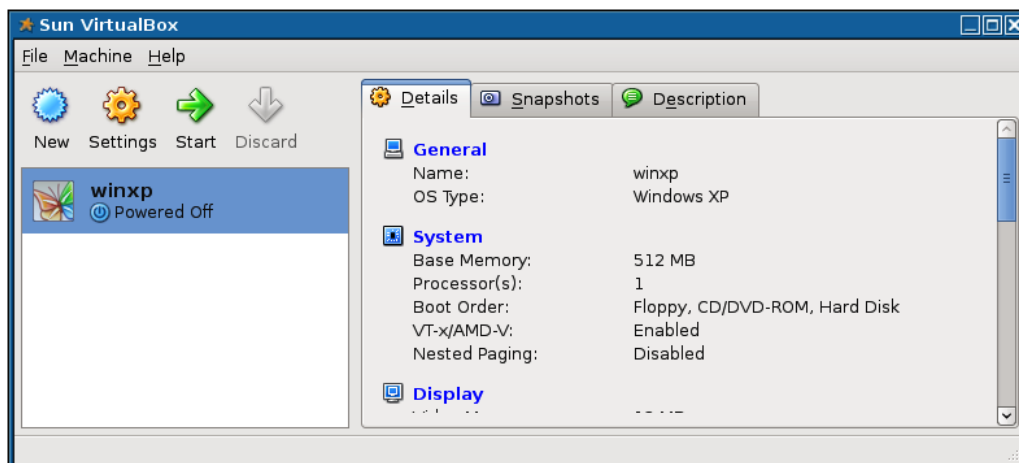 Sun VirtualBox
File Machine Help
New Settings Start Discard
Details Snapshots Description
winxp
Powered Off
General
Name: winxp
OS Type: Windows XP
System
Base Memory: 512 MB
Processor(s): 1
Boot Order: Floppy, CD/DVD-ROM, Hard Disk
VT-x/AMD-V: Enabled
Nested Paging: Disabled
Display